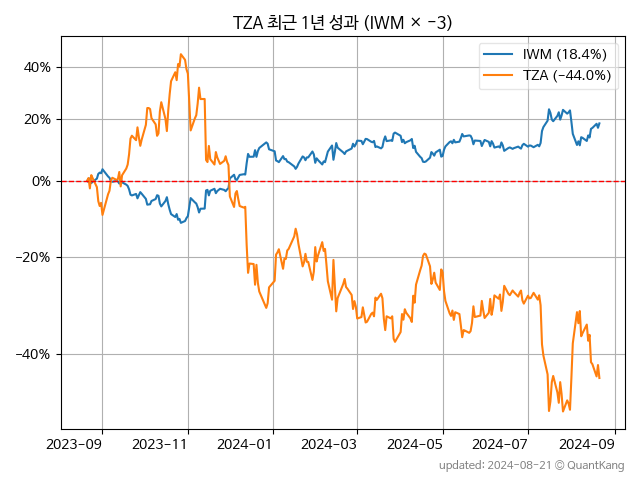 TZA 최근 1년 성과 (IWM × −3)
IWM (18.4%)
TZA (−44.0%)
40%
20%
0%
−20%
−40%
2023−09 2023−11 2024−01 2024−03 2024−05 2024−07 2024−09
updated: 2024-08-21 © QuantKang